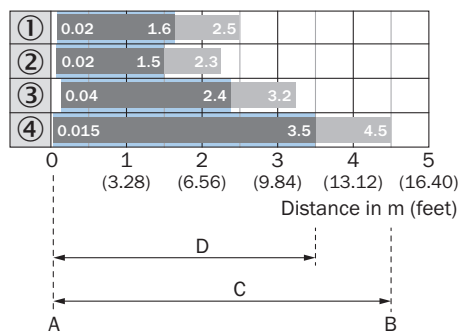 ① 0.02 1.6 2.5
② 0.02 1.5 2.3
③ 0.04 2.4 3.2
④ 0.015 3.5 4.5
0 1 2 3 4 5
(3.28) (6.56) (9.84) (13.12) (16.40)
Distance in m (feet)
D
C
A B